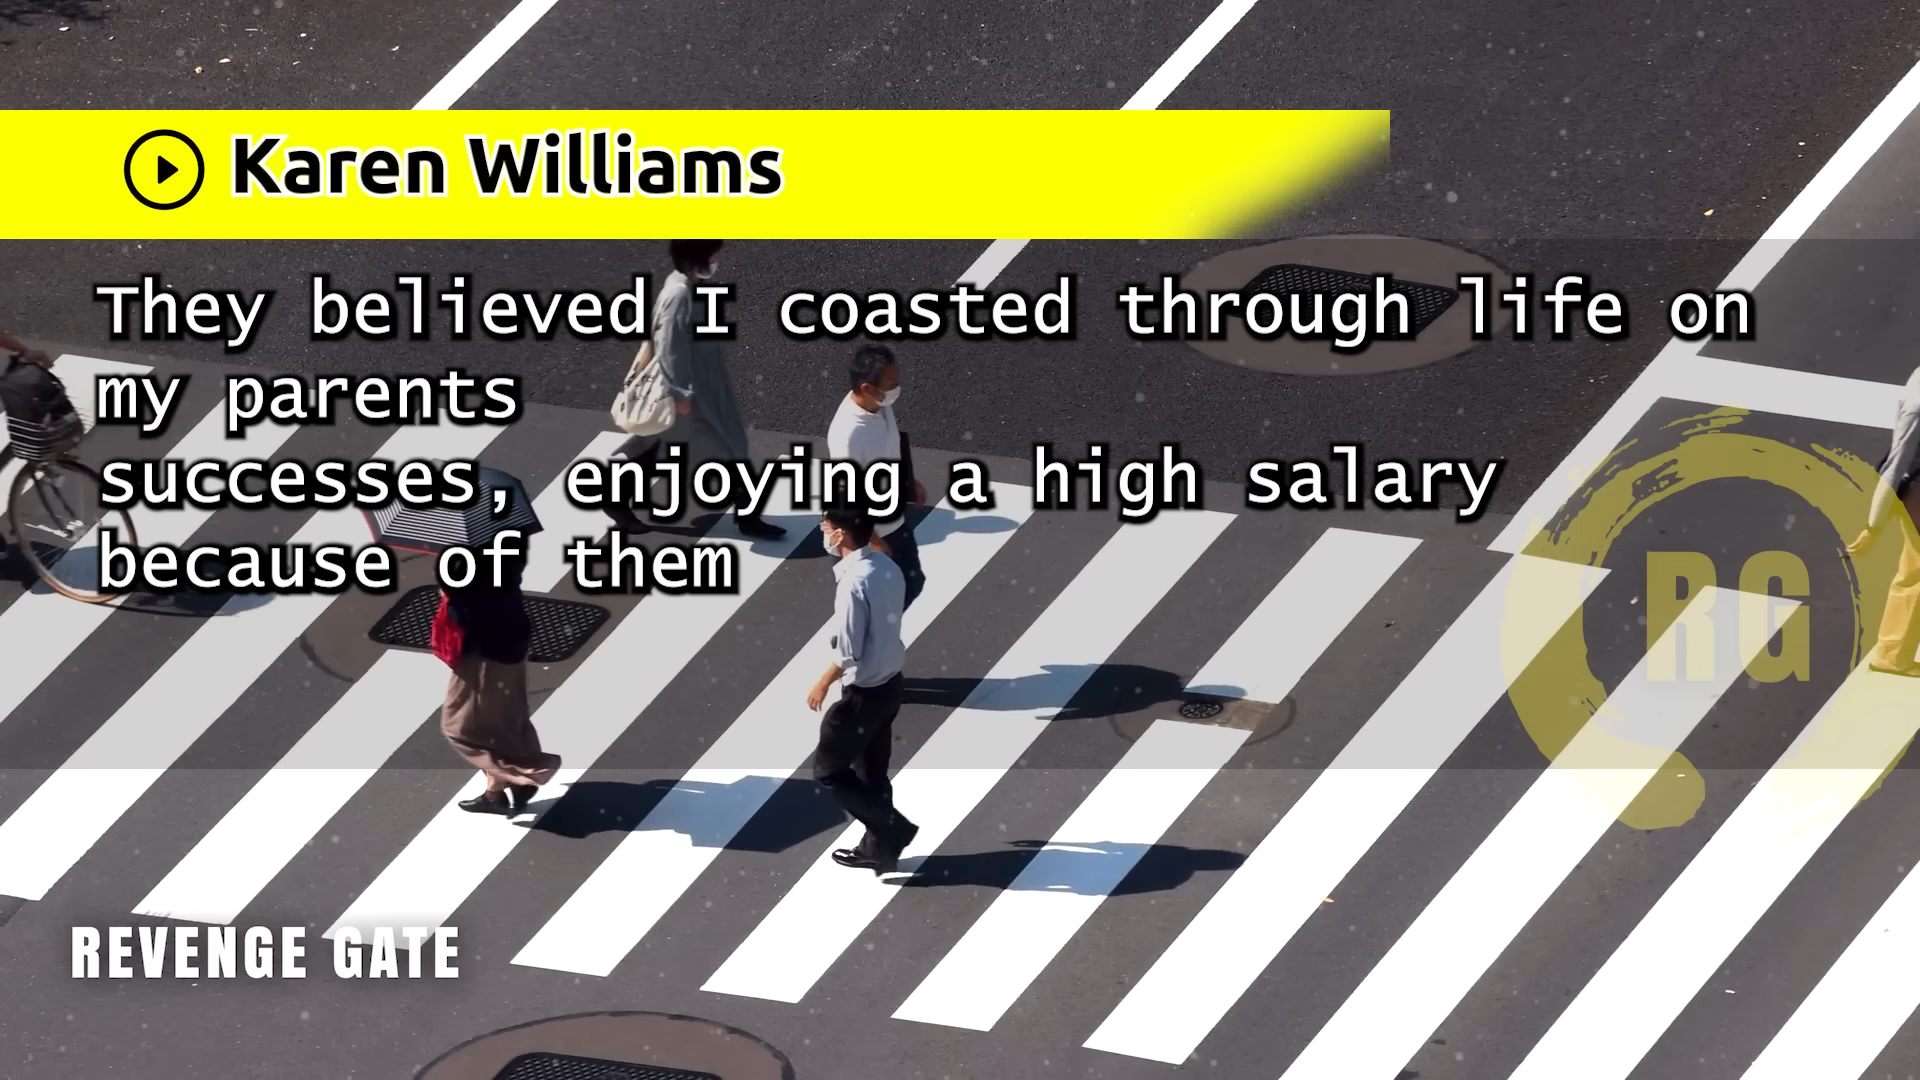 Karen Williams
They believed I coasted through life on
my parents
successes, enjoying a high salary
because of them
RG
REVENGE GATE